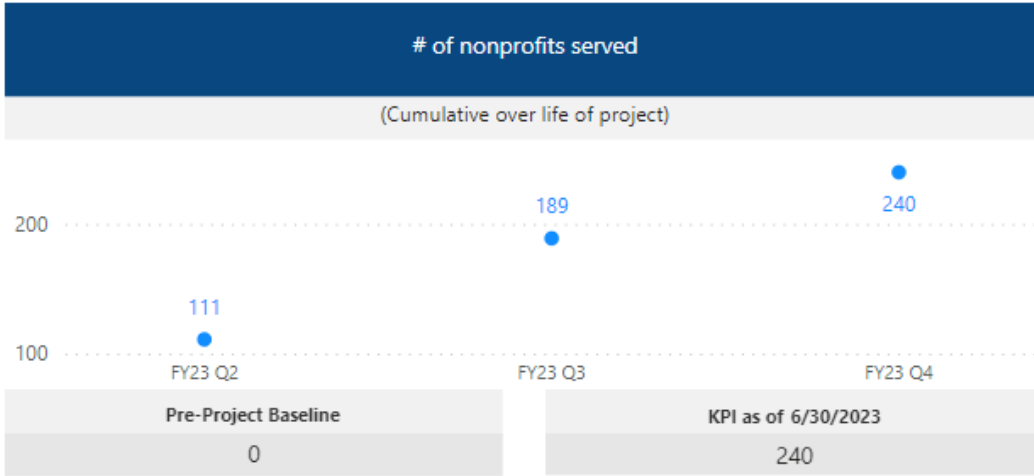 # of nonprofits served
(Cumulative over life of project)
240
189
200
111
100
FY23 Q2 FY23 Q3 FY23 Q4
Pre-Project Baseline KPI as of 6/30/2023
0 240